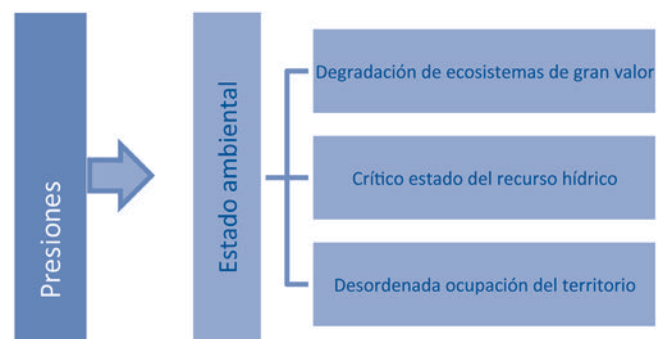 Presiones
Estado ambiental
Degradación de ecosistemas de gran valor
Crítico estado del recurso hídrico
Desordenada ocupación del territorio